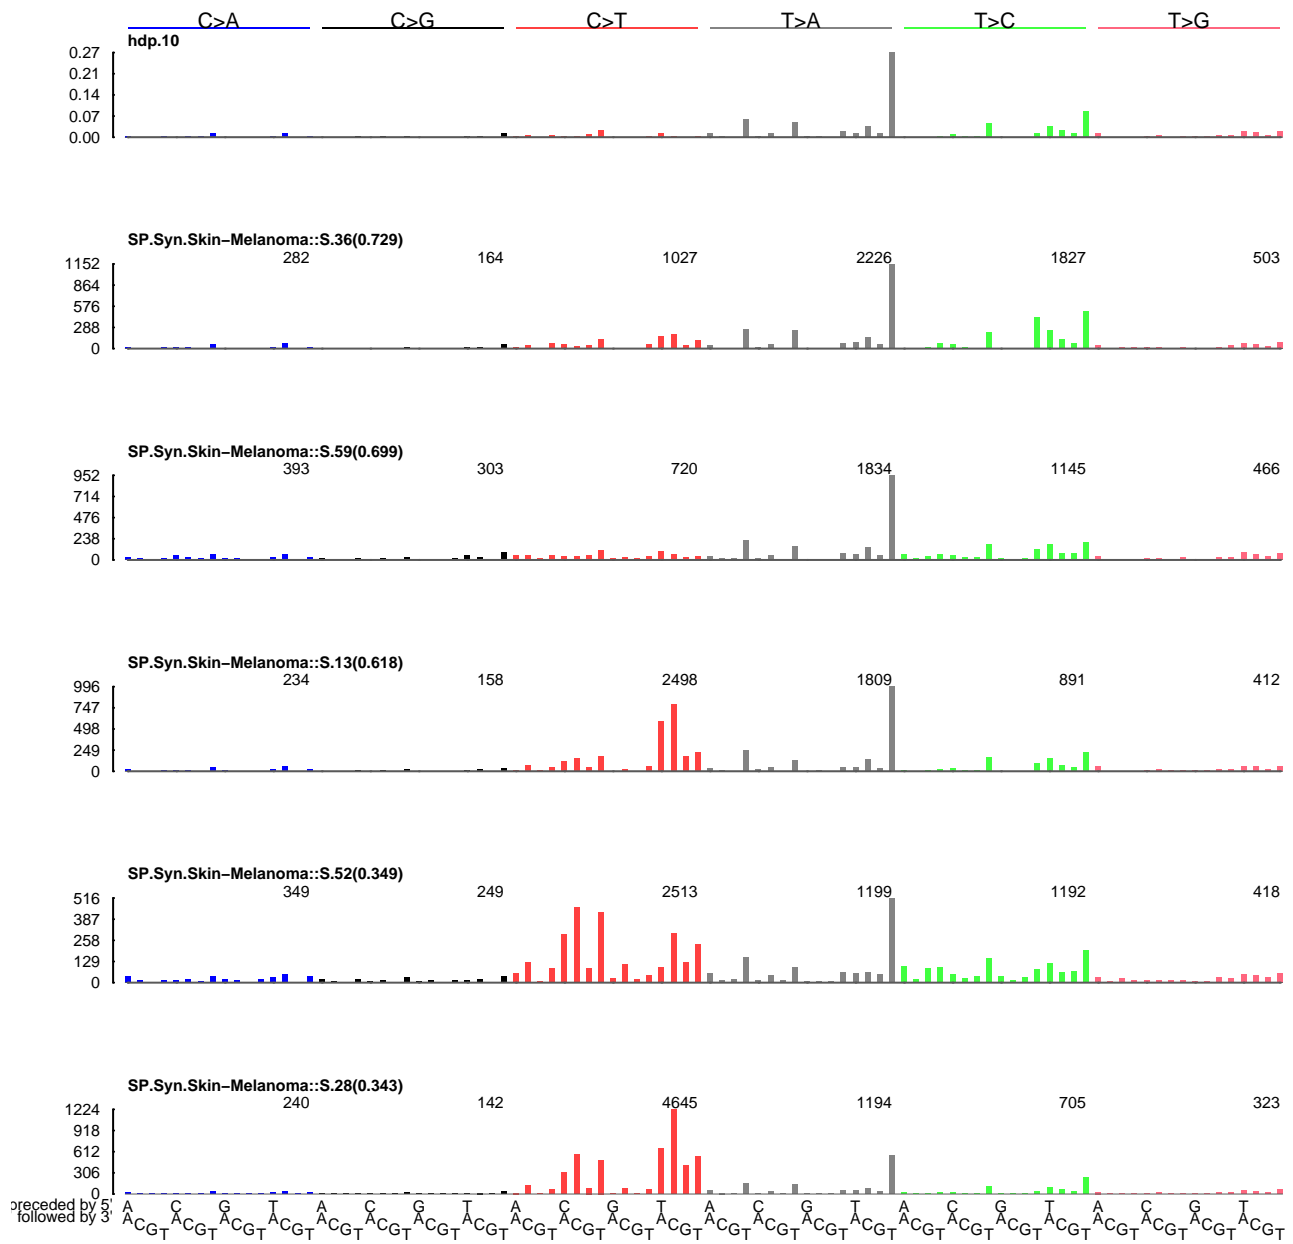 C>A C>G C>T T>A T>C T>G
hdp.10
0.27
0.21
0.14
0.07
0.00
SP.Syn.Skin−Melanoma::S.36(0.729)
282 164 1027 2226 1827 503
1152
864
576
288
0
SP.Syn.Skin−Melanoma::S.59(0.699)
393 303 720 1834 1145 466
952
714
476
238
0
SP.Syn.Skin−Melanoma::S.13(0.618)
234 158 2498 1809 891 412
996
747
498
249
0
SP.Syn.Skin−Melanoma::S.52(0.349)
349 249 2513 1199 1192 418
516
387
258
129
0
SP.Syn.Skin−Melanoma::S.28(0.343)
240 142 4645 1194 705 323
1224
918
612
306
0
preceded by 5' A C G T A C G T A C G T A C G T A C G T A C G T
followed by 3' A C G T A C G T A C G T A C G T A C G T A C G T A C G T A C G T A C G T A C G T A C G T A C G T A C G T A C G T A C G T A C G T A C G T A C G T A C G T A C G T A C G T A C G T A C G T A C G T